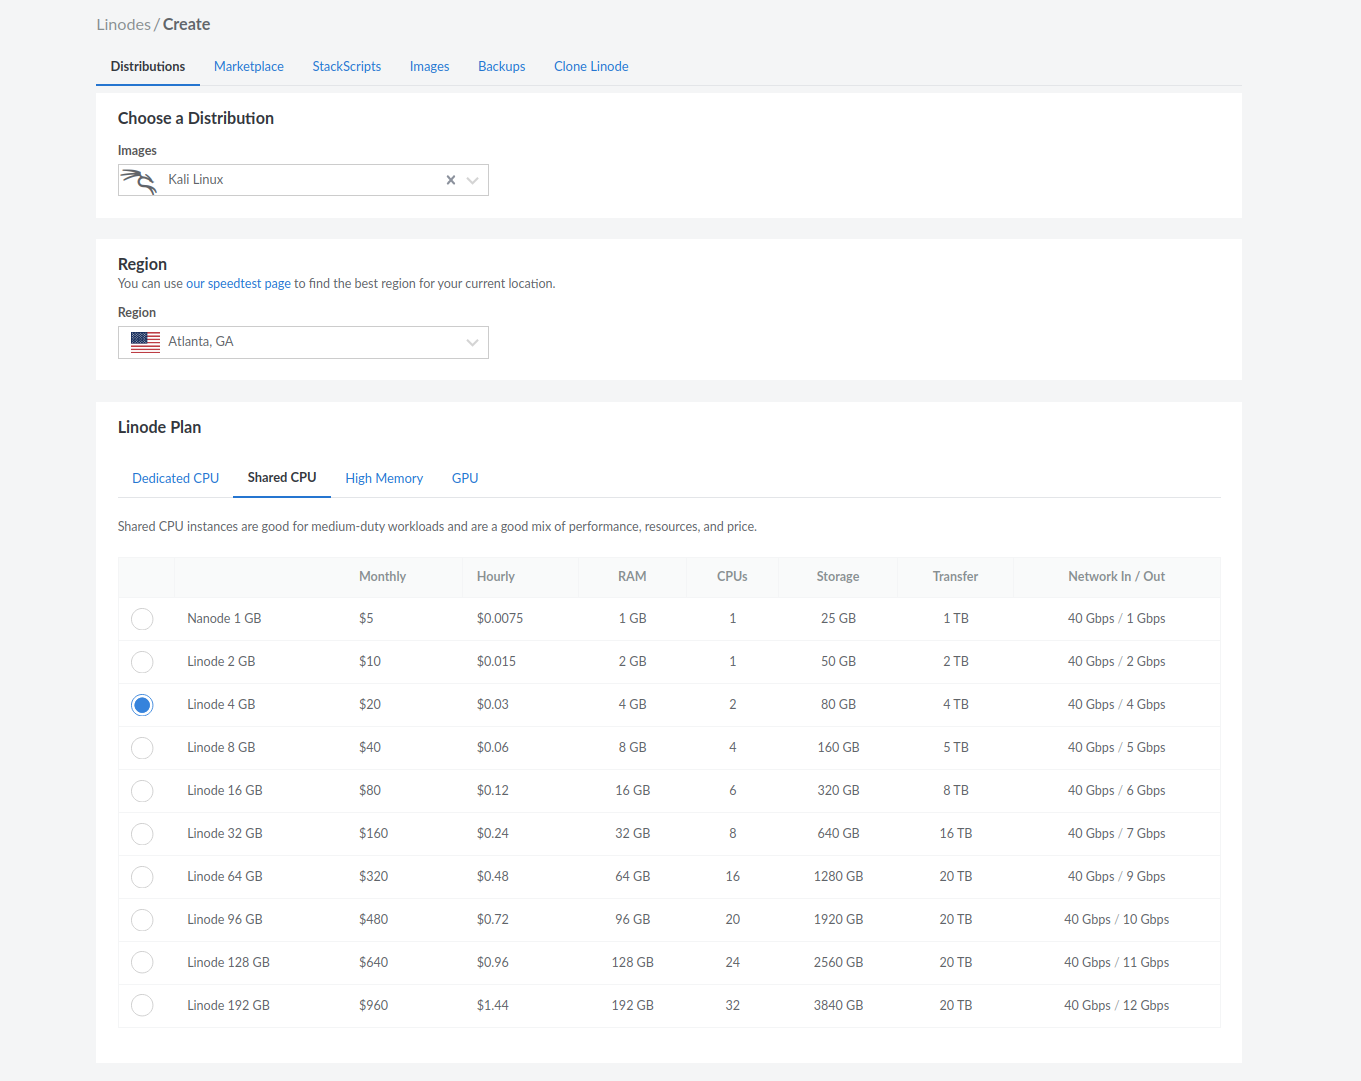 Linodes / Create
Distributions Marketplace StackScripts Images Backups Clone Linode
Choose a Distribution
Images
Kali Linux
Region
You can use our speedtest page to find the best region for your current location.
Region
Atlanta, GA
Linode Plan
Dedicated CPU Shared CPU High Memory GPU
Shared CPU instances are good for medium-duty workloads and are a good mix of performance, resources, and price.
Monthly Hourly RAM CPUs Storage Transfer Network In / Out
Nanode 1 GB $5 $0.0075 1 GB 1 25 GB 1 TB 40 Gbps / 1 Gbps
Linode 2 GB $10 $0.015 2 GB 1 50 GB 2 TB 40 Gbps / 2 Gbps
Linode 4 GB $20 $0.03 4 GB 2 80 GB 4 TB 40 Gbps / 4 Gbps
Linode 8 GB $40 $0.06 8 GB 4 160 GB 5 TB 40 Gbps / 5 Gbps
Linode 16 GB $80 $0.12 16 GB 6 320 GB 8 TB 40 Gbps / 6 Gbps
Linode 32 GB $160 $0.24 32 GB 8 640 GB 16 TB 40 Gbps / 7 Gbps
Linode 64 GB $320 $0.48 64 GB 16 1280 GB 20 TB 40 Gbps / 9 Gbps
Linode 96 GB $480 $0.72 96 GB 20 1920 GB 20 TB 40 Gbps / 10 Gbps
Linode 128 GB $640 $0.96 128 GB 24 2560 GB 20 TB 40 Gbps / 11 Gbps
Linode 192 GB $960 $1.44 192 GB 32 3840 GB 20 TB 40 Gbps / 12 Gbps